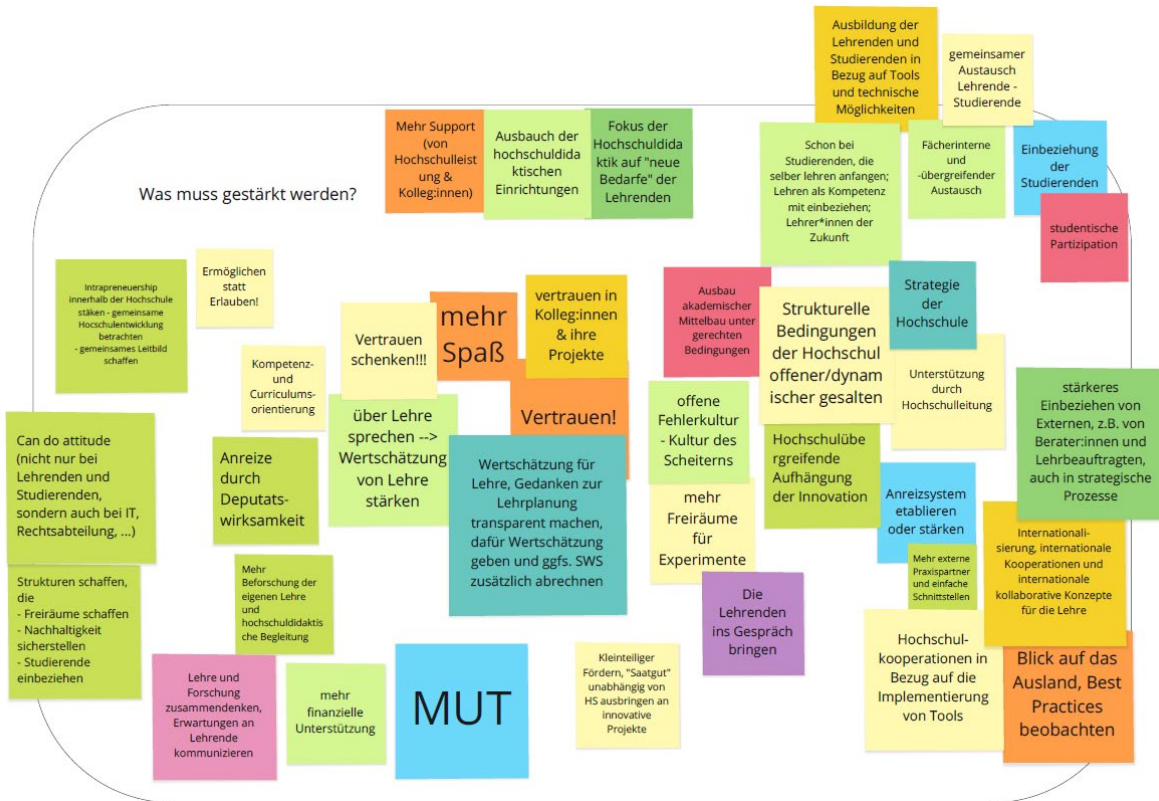 Ausbildung der
Lehrenden und
Studierenden in
Bezug auf Tools
und technische
Möglichkeiten
gemeinsamer
Austausch
Lehrende -
Studierende
Mehr Support
(von
Hochschulleist
ung &
Kolleg:innen)
Ausbauch der
hochschuldida
ktischen
Einrichtungen
Fokus der
Hochschuldida
ktik auf "neue
Bedarfe" der
Lehrenden
Schon bei
Studierenden, die
selber lehren anfangen;
Lehren als Kompetenz
mit einbeziehen;
Lehrer*innen der
Zukunft
Fächerinterne
und
-übergreifender
Austausch
Einbeziehung
der
Studierenden
studentische
Partizipation
Was muss gestärkt werden?
Intrapreneuership
innerhalb der Hochschule
stäken - gemeinsame
Hocschulentwicklung
betrachten
- gemeinsames Leitbild
schaffen
Ermöglichen
statt
Erlauben!
Vertrauen
schenken!!!
mehr
Spaß
vertrauen in
Kolleg:innen
& ihre
Projekte
Ausbau
akademischer
Mittelbau unter
gerechten
Bedingungen
Strukturelle
Bedingungen
der Hochschul
offener/dynam
ischer gesalten
Strategie
der
Hochschule
Kompetenz-
und
Curriculums-
orientierung
Vertrauen!
offene
Fehlerkultur
- Kultur des
Scheiterns
Unterstützung
durch
Hochschulleitung
stärkeres
Einbeziehen von
Externen, z.B. von
Berater:innen und
Lehrbeauftragten,
auch in strategische
Prozesse
Can do attitude
(nicht nur bei
Lehrenden und
Studierenden,
sondern auch bei IT,
Rechtsabteilung, ...)
Anreize
durch
Deputats-
wirksamkeit
über Lehre
sprechen -->
Wertschätzung
von Lehre
stärken
Wertschätzung für
Lehre, Gedanken zur
Lehrplanung
transparent machen,
dafür Wertschätzung
geben und ggfs. SWS
zusätzlich abrechnen
mehr
Freiräume
für
Experimente
Hochschulübe
rgreifende
Aufhängung
der Innovation
Anreizsystem
etablieren
oder stärken
Internationali-
sierung, internationale
Kooperationen und
internationale
kollaborative Konzepte
für die Lehre
Strukturen schaffen,
die
- Freiräume schaffen
- Nachhaltigkeit
sicherstellen
- Studierende
einbeziehen
Mehr
Beforschung der
eigenen Lehre
und
hochschuldidaktis
che Begleitung
Die
Lehrenden
ins Gespräch
bringen
Mehr externe
Praxispartner
und einfache
Schnittstellen
Lehre und
Forschung
zusammendenken,
Erwartungen an
Lehrende
kommunizieren
mehr
finanzielle
Unterstützung
MUT
Kleinteiliger
Fördern, "Saatgut"
unabhängig von
HS ausbringen an
innovative
Projekte
Hochschul-
kooperationen in
Bezug auf die
Implementierung
von Tools
Blick auf das
Ausland, Best
Practices
beobachten